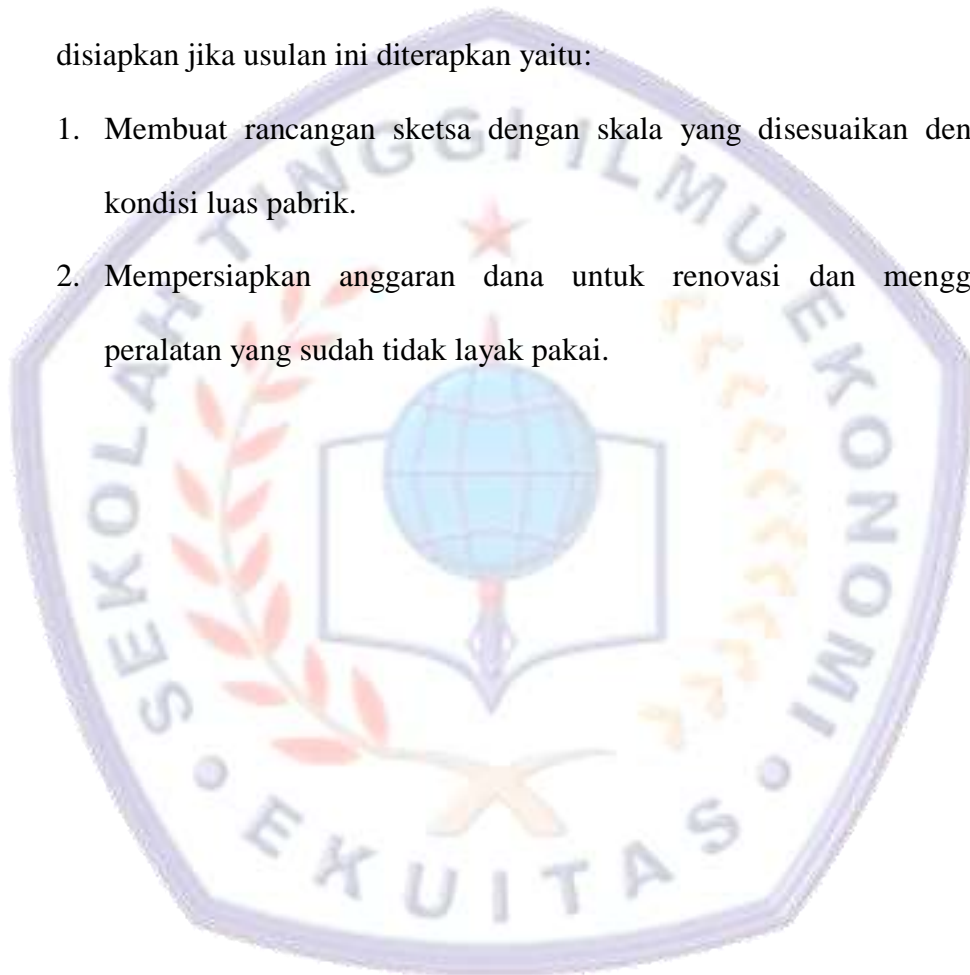 disiapkan jika usulan ini diterapkan yaitu:
1. Membuat rancangan sketsa dengan skala yang disesuaikan den
kondisi luas pabrik.
2. Mempersiapkan anggaran dana untuk renovasi dan mengg
peralatan yang sudah tidak layak pakai.
SEKOLAH TINGGI ILMU EKONOMI
EKUITAS